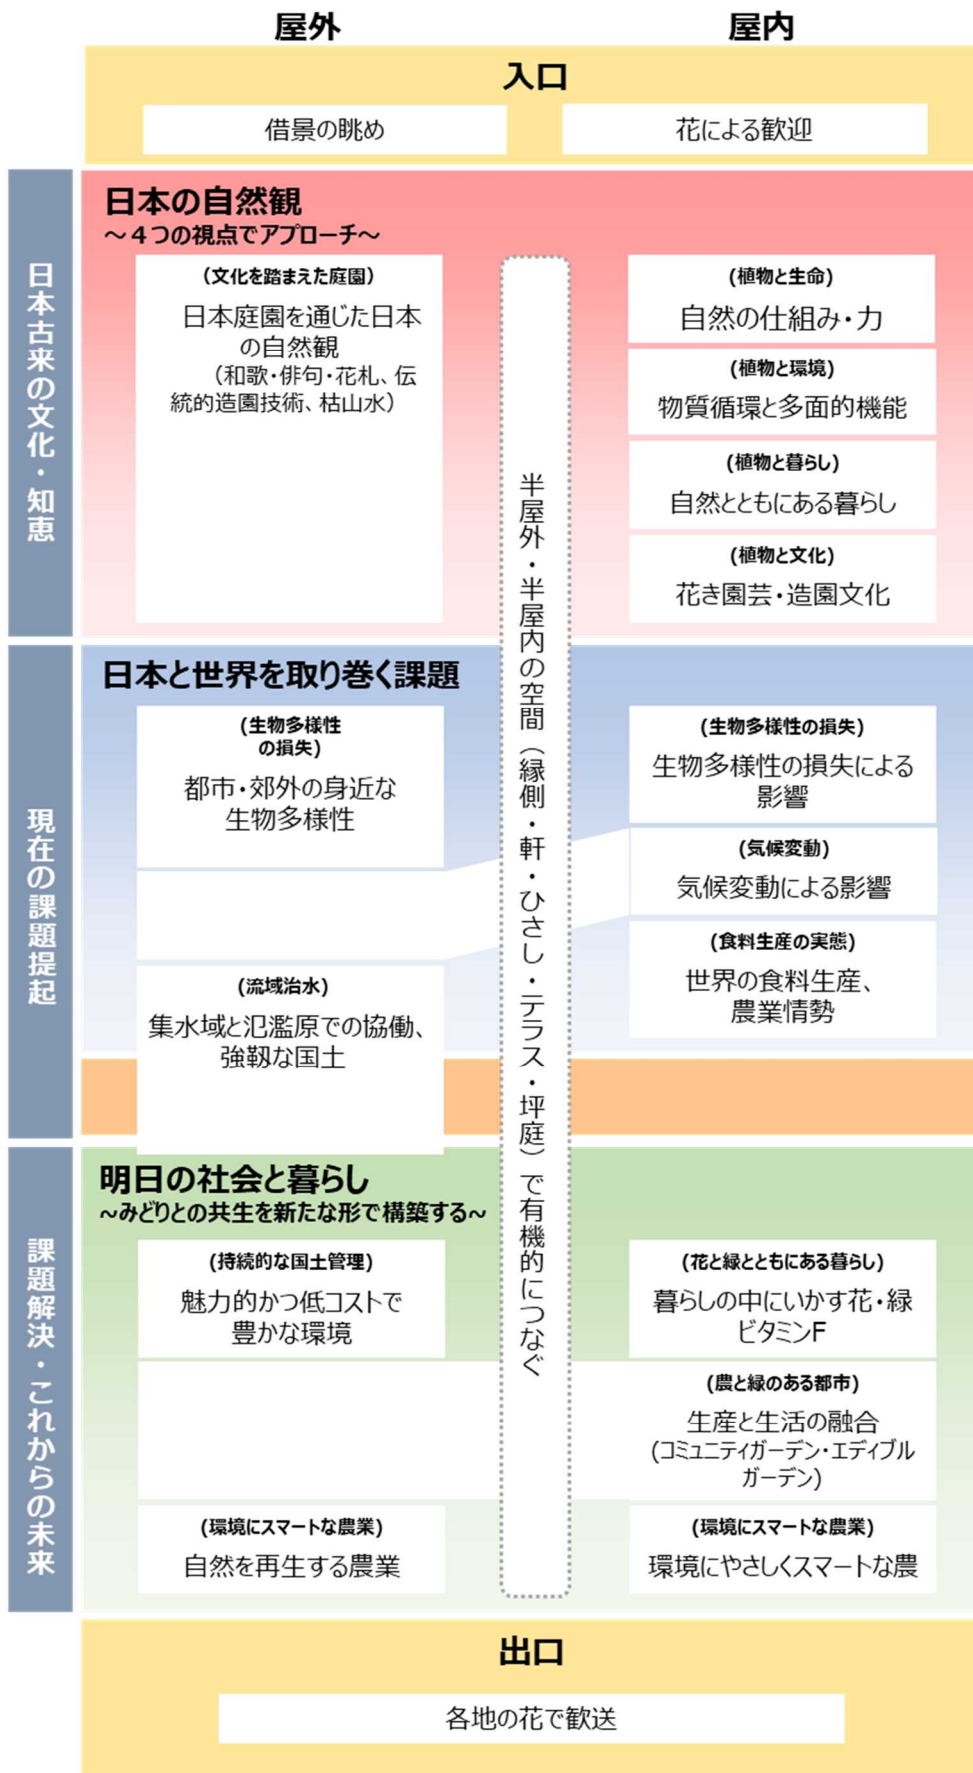 屋外
屋内
入口
借景の眺め
花による歓迎
日本古来の文化・知恵
日本の自然観
～４つの視点でアプローチ～
（文化を踏まえた庭園）
日本庭園を通じた日本
の自然観
（和歌・俳句・花札、伝
統的造園技術、枯山水）
(植物と生命)
自然の仕組み・力
(植物と環境)
物質循環と多面的機能
(植物と暮らし)
自然とともにある暮らし
(植物と文化)
花き園芸・造園文化
半屋外・半屋内の空間（縁側・軒・ひさし・テラス・坪庭）で有機的につなぐ
現在の課題提起
日本と世界を取り巻く課題
(生物多様性
の損失)
都市・郊外の身近な
生物多様性
(流域治水)
集水域と氾濫原での協働、
強靱な国土
(生物多様性の損失)
生物多様性の損失による
影響
(気候変動)
気候変動による影響
(食料生産の実態)
世界の食料生産、
農業情勢
課題解決・これからの未来
明日の社会と暮らし
~みどりとの共生を新たな形で構築する~
(持続的な国土管理)
魅力的かつ低コストで
豊かな環境
(環境にスマートな農業)
自然を再生する農業
(花と緑とともにある暮らし)
暮らしの中にいかす花・緑
ビタミンF
(農と緑のある都市)
生産と生活の融合
(コミュニティガーデン・エディブル
ガーデン)
(環境にスマートな農業)
環境にやさしくスマートな農
出口
各地の花で歓送